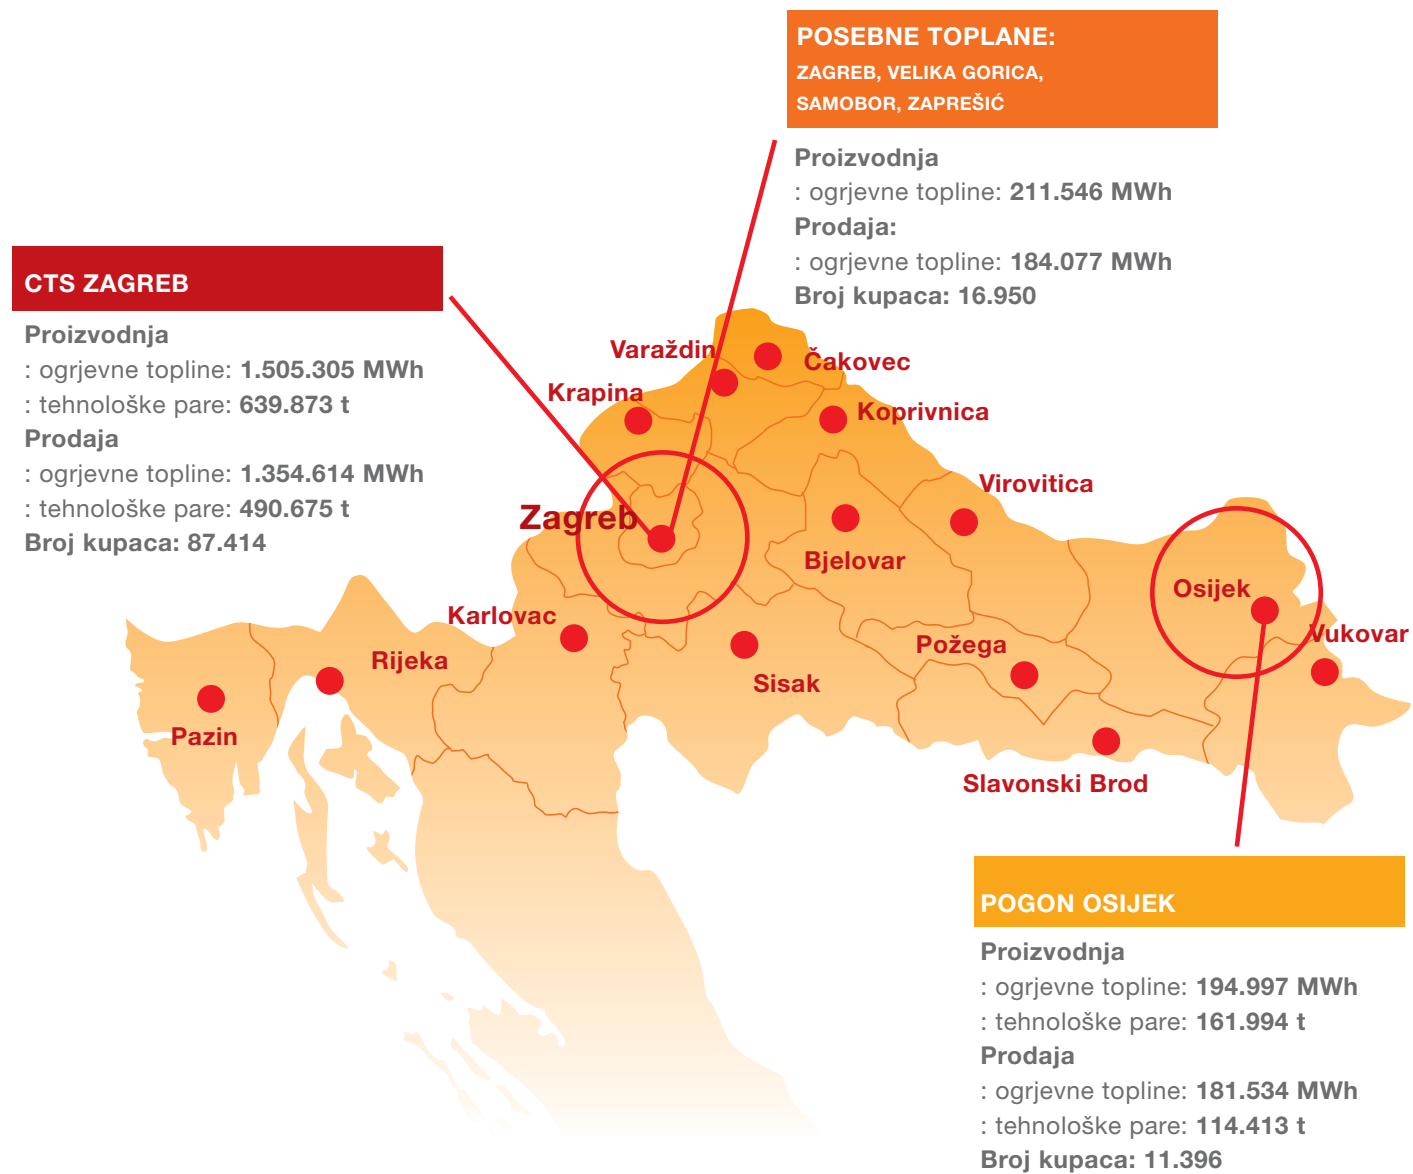 POSEBNE TOPLANE:
ZAGREB, VELIKA GORICA,
SAMOBOR, ZAPREŠIĆ
Proizvodnja
: ogrjevne topline: 211.546 MWh
Prodaja:
: ogrjevne topline: 184.077 MWh
Broj kupaca: 16.950
CTS ZAGREB
Proizvodnja
: ogrjevne topline: 1.505.305 MWh
: tehnološke pare: 639.873 t
Prodaja
: ogrjevne topline: 1.354.614 MWh
: tehnološke pare: 490.675 t
Broj kupaca: 87.414
Varaždin
Čakovec
Krapina
Koprivnica
Virovitica
Zagreb
Bjelovar
Osijek
Karlovac
Vukovar
Požega
Rijeka
Sisak
Pazin
Slavonski Brod
POGON OSIJEK
Proizvodnja
: ogrjevne topline: 194.997 MWh
: tehnološke pare: 161.994 t
Prodaja
: ogrjevne topline: 181.534 MWh
: tehnološke pare: 114.413 t
Broj kupaca: 11.396